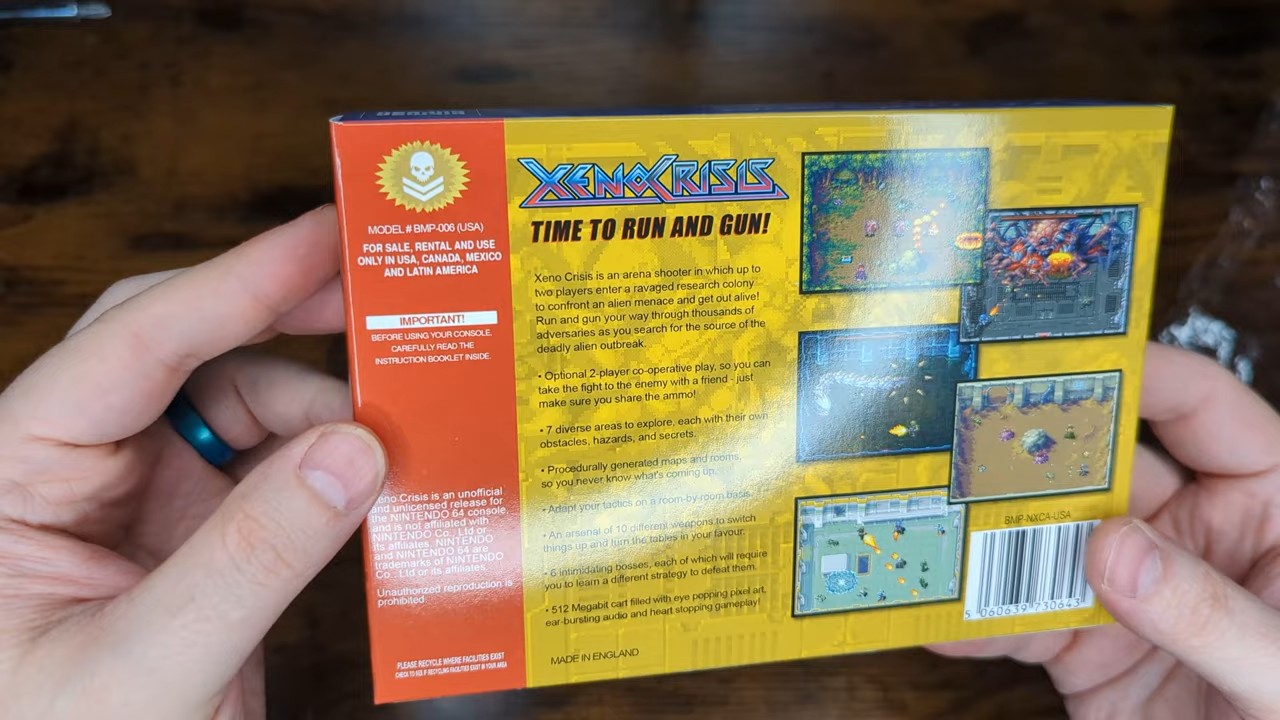 MODEL # BMP-006 (USA)
FOR SALE, RENTAL AND USE
ONLY IN USA, CANADA, MEXICO
AND LATIN AMERICA
IMPORTANT!
BEFORE USING YOUR CONSOLE,
CAREFULLY READ THE
INSTRUCTION BOOKLET INSIDE.
eno Crisis is an unofficial
and unlicensed release for
the NINTENDO 64 console,
and is not affiliated with
NINTENDO Co., Ltd or
its affiliates. NINTENDO
and NINTENDO 64 are
trademarks of NINTENDO
Co., Ltd or its affiliates.
Unauthorized reproduction is
prohibited.
PLEASE RECYCLE WHERE FACILITIES EXIST
CHECK TO SEE IF RECYCLING FACILITIES EXIST IN YOUR AREA
XENOCRISIS
TIME TO RUN AND GUN!
Xeno Crisis is an arena shooter in which up to
two players enter a ravaged research colony
to confront an alien menace and get out alive!
Run and gun your way through thousands of
adversaries as you search for the source of the
deadly alien outbreak.
• Optional 2-player co-operative play, so you can
take the fight to the enemy with a friend - just
make sure you share the ammo!
• 7 diverse areas to explore, each with their own
obstacles, hazards, and secrets.
• Procedurally generated maps and rooms,
so you never know what's coming up.
• Adapt your tactics on a room-by-room basis.
• An arsenal of 10 different weapons to switch
things up and turn the tables in your favour.
• 6 intimidating bosses, each of which will require
you to learn a different strategy to defeat them.
• 512 Megabit cart filled with eye popping pixel art,
ear-bursting audio and heart stopping gameplay!
MADE IN ENGLAND
BMP-NXCA-USA
5 060639 730643